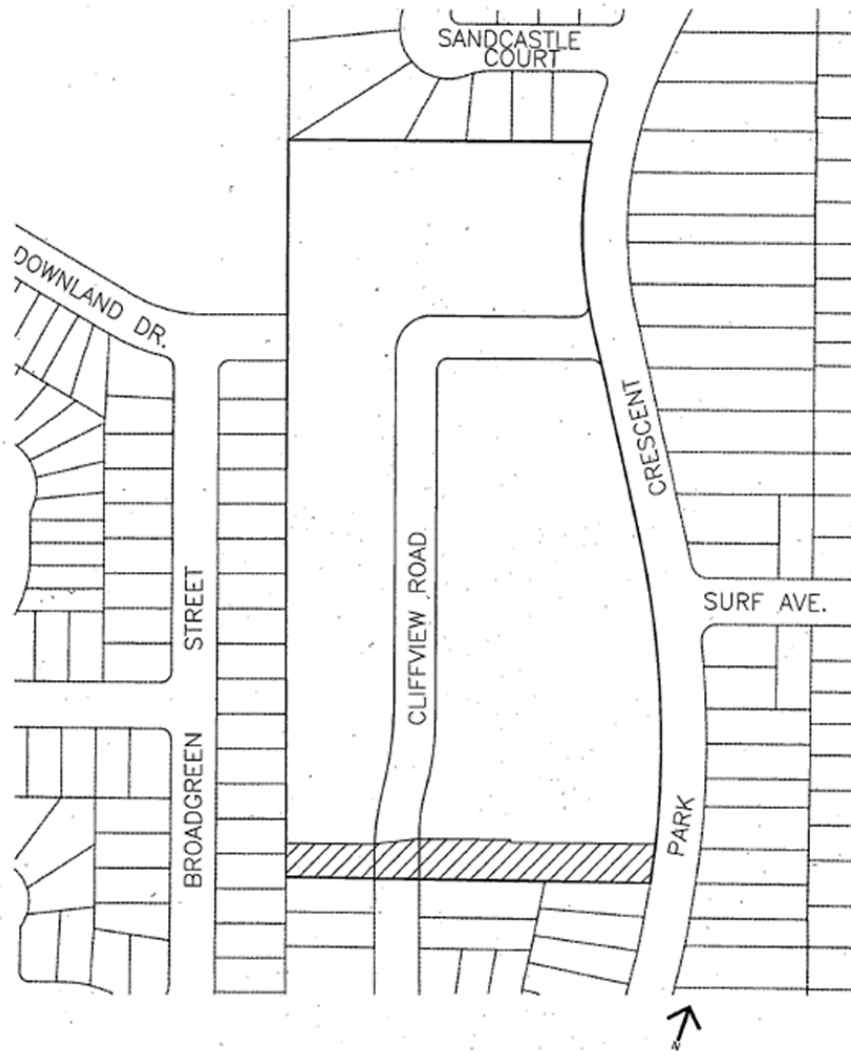 SANDCASTLE
COURT
DOWNLAND DR.
CRESCENT
CLIFFVIEW ROAD
STREET
SURF AVE.
BROADGREEN
PARK
N